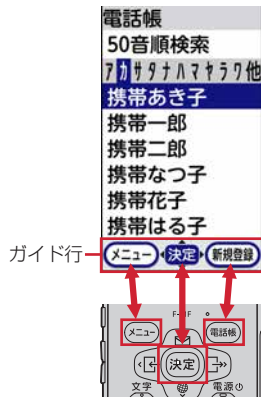 電話帳
50音順検索
アカサタナハマヤラワ他
携帯あき子
携帯一郎
携帯二郎
携帯なつ子
携帯花子
携帯はる子
ガイド行
メニュー 決定 新規登録
メニュー 電話帳
決定
文字 電源